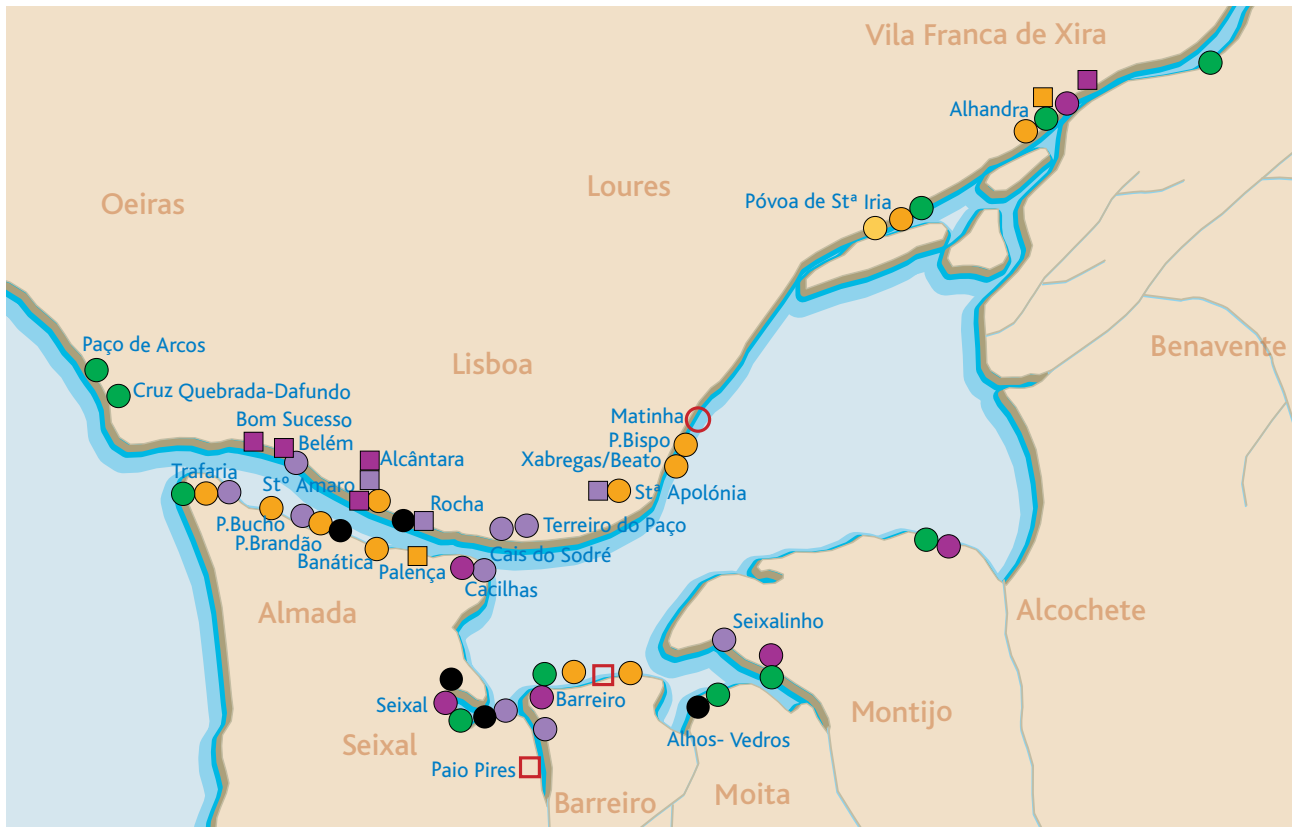 Vila Franca de Xira
Alhandra
Loures
Oeiras
Póvoa de Stª Iria
Paço de Arcos
Lisboa
Benavente
Cruz Quebrada-Dafundo
Bom Sucesso
Belém
Matinha
P.Bispo
Alcântara
Xabregas/Beato
Trafaria
Stº Amaro
Stª Apolónia
Rocha
P.Bucho
Terreiro do Paço
P.Brandão
Banática
Cais do Sodré
Palença
Cacilhas
Almada
Alcochete
Seixalinho
Seixal
Barreiro
Montijo
Seixal
Alhos- Vedros
Paio Pires
Barreiro
Moita